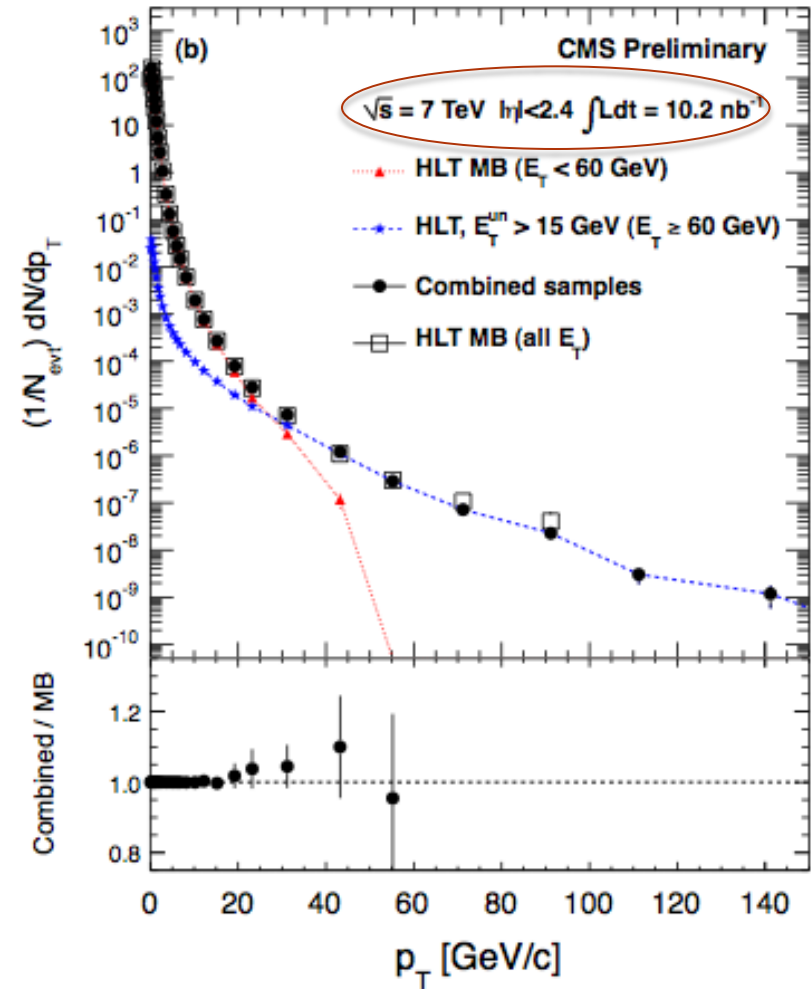 (b) CMS Preliminary
√s = 7 TeV |η|<2.4 ∫Ldt = 10.2 nb⁻¹
HLT MB (E_T < 60 GeV)
HLT, E_T^un > 15 GeV (E_T ≥ 60 GeV)
Combined samples
HLT MB (all E_T)
(1/N_evt) dN/dp_T
10³
10²
10
1
10⁻¹
10⁻²
10⁻³
10⁻⁴
10⁻⁵
10⁻⁶
10⁻⁷
10⁻⁸
10⁻⁹
10⁻¹⁰
Combined / MB
1.2
1.0
0.8
0 20 40 60 80 100 120 140
p_T [GeV/c]